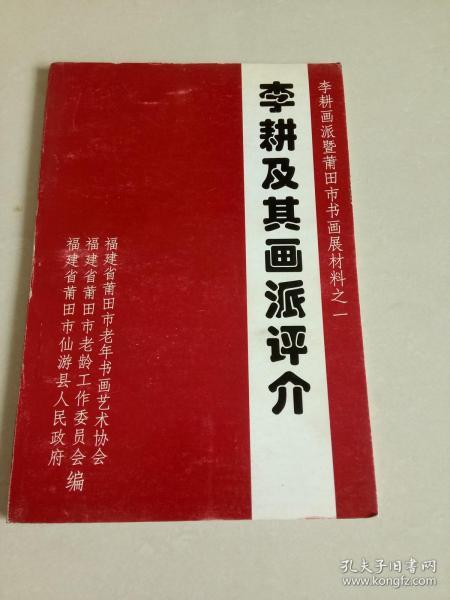 李耕画派暨莆田市书画展材料之一
李耕及其画派评介
福建省莆田市老年书画艺术协会
福建省莆田市老龄工作委员会
福建省莆田市仙游县人民政府
编
孔夫子旧书网
www.kongfz.com